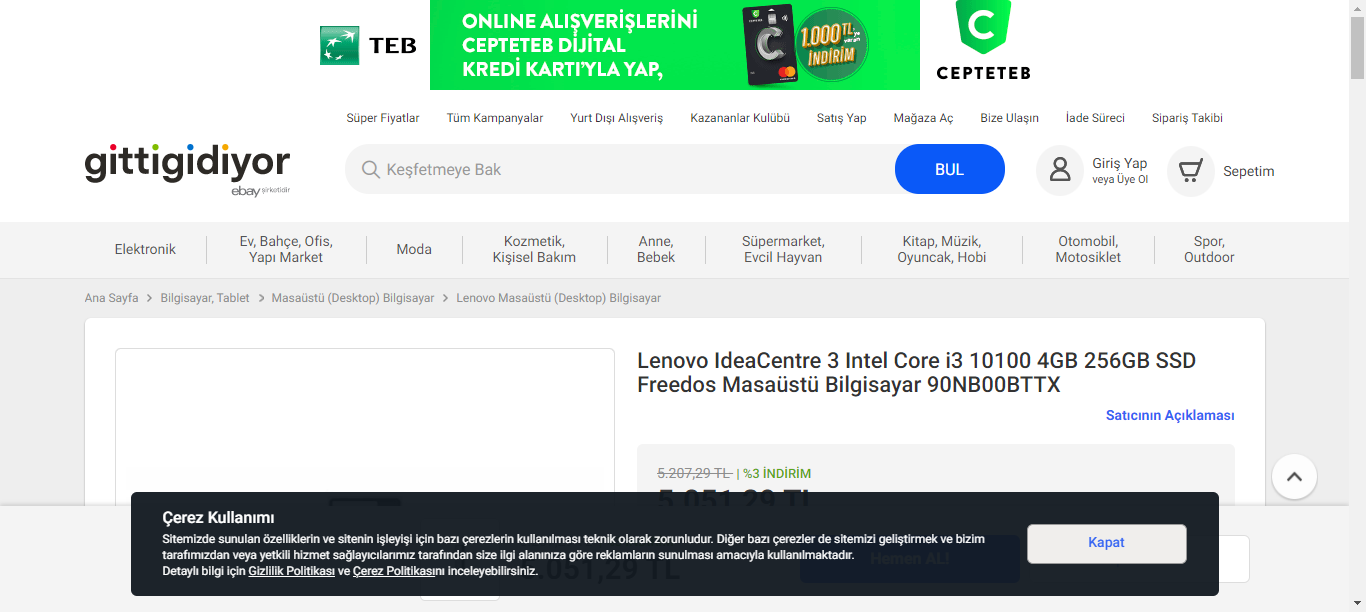 TEB
ONLINE ALIŞVERİŞLERİNİ
CEPTETEB DİJİTAL
KREDİ KARTI'YLA YAP,
1.000TL'ye
varan
İNDİRİM
CEPTETEB
Süper Fiyatlar Tüm Kampanyalar Yurt Dışı Alışveriş Kazananlar Kulübü Satış Yap Mağaza Aç Bize Ulaşın İade Süreci Sipariş Takibi
gittigidiyor
ebay şirketidir
Keşfetmeye Bak
BUL
Giriş Yap
veya Üye Ol
Sepetim
Elektronik
Ev, Bahçe, Ofis,
Yapı Market
Moda
Kozmetik,
Kişisel Bakım
Anne,
Bebek
Süpermarket,
Evcil Hayvan
Kitap, Müzik,
Oyuncak, Hobi
Otomobil,
Motosiklet
Spor,
Outdoor
Ana Sayfa > Bilgisayar, Tablet > Masaüstü (Desktop) Bilgisayar > Lenovo Masaüstü (Desktop) Bilgisayar
Lenovo IdeaCentre 3 Intel Core i3 10100 4GB 256GB SSD
Freedos Masaüstü Bilgisayar 90NB00BTTX
Satıcının Açıklaması
5.207,29 TL | %3 İNDİRİM
5.051,29 TL
Çerez Kullanımı
Sitemizde sunulan özelliklerin ve sitenin işleyişi için bazı çerezlerin kullanılması teknik olarak zorunludur. Diğer bazı çerezler de sitemizi geliştirmek ve bizim
tarafımızdan veya yetkili hizmet sağlayıcılarımız tarafından size ilgi alanınıza göre reklamların sunulması amacıyla kullanılmaktadır.
Detaylı bilgi için Gizlilik Politikası ve Çerez Politikasını inceleyebilirsiniz.
Kapat
5.051,29 TL
Hemen Al!